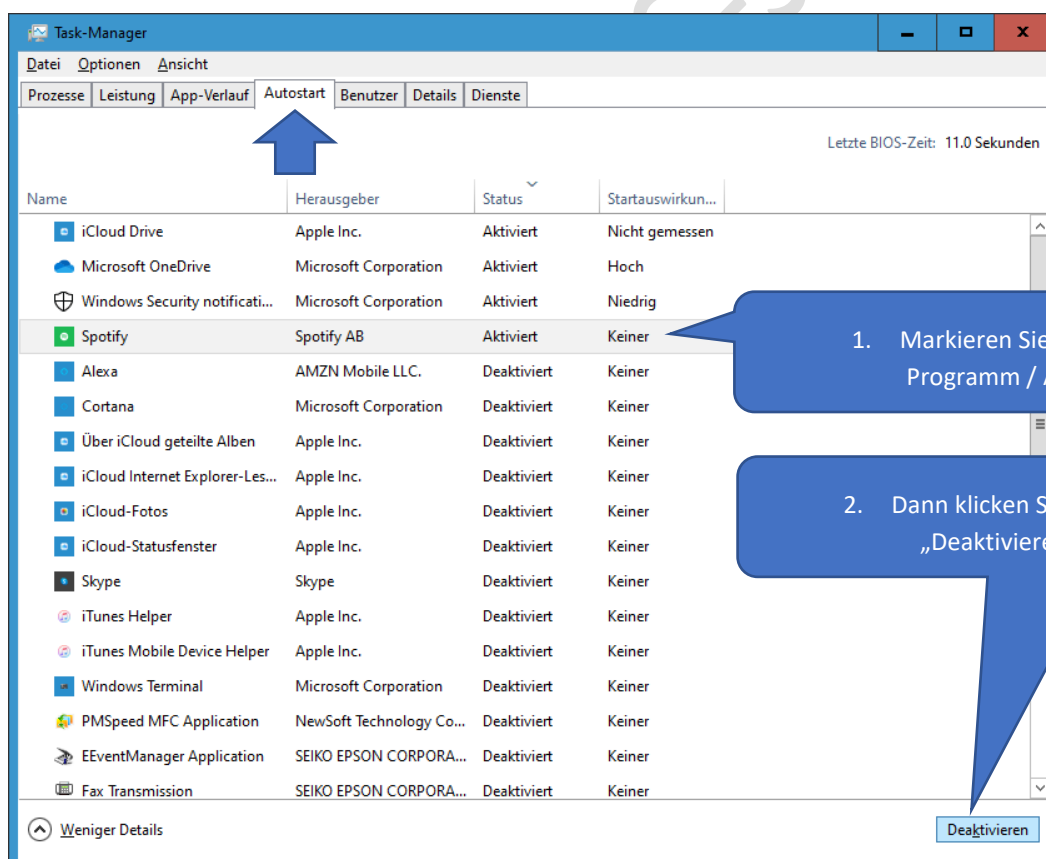 Task-Manager
Datei Optionen Ansicht
Prozesse Leistung App-Verlauf Autostart Benutzer Details Dienste
Letzte BIOS-Zeit: 11.0 Sekunden
Name Herausgeber Status Startauswirkun...
iCloud Drive Apple Inc. Aktiviert Nicht gemessen
Microsoft OneDrive Microsoft Corporation Aktiviert Hoch
Windows Security notificati... Microsoft Corporation Aktiviert Niedrig
Spotify Spotify AB Aktiviert Keiner
1. Markieren Sie
Programm /
Alexa AMZN Mobile LLC. Deaktiviert Keiner
Cortana Microsoft Corporation Deaktiviert Keiner
Über iCloud geteilte Alben Apple Inc. Deaktiviert Keiner
iCloud Internet Explorer-Les... Apple Inc. Deaktiviert Keiner
iCloud-Fotos Apple Inc. Deaktiviert Keiner
2. Dann klicken S
„Deaktiviere
iCloud-Statusfenster Apple Inc. Deaktiviert Keiner
Skype Skype Deaktiviert Keiner
iTunes Helper Apple Inc. Deaktiviert Keiner
iTunes Mobile Device Helper Apple Inc. Deaktiviert Keiner
Windows Terminal Microsoft Corporation Deaktiviert Keiner
PMSpeed MFC Application NewSoft Technology Co... Deaktiviert Keiner
EEventManager Application SEIKO EPSON CORPORA... Deaktiviert Keiner
Fax Transmission SEIKO EPSON CORPORA... Deaktiviert Keiner
Weniger Details Deaktivieren